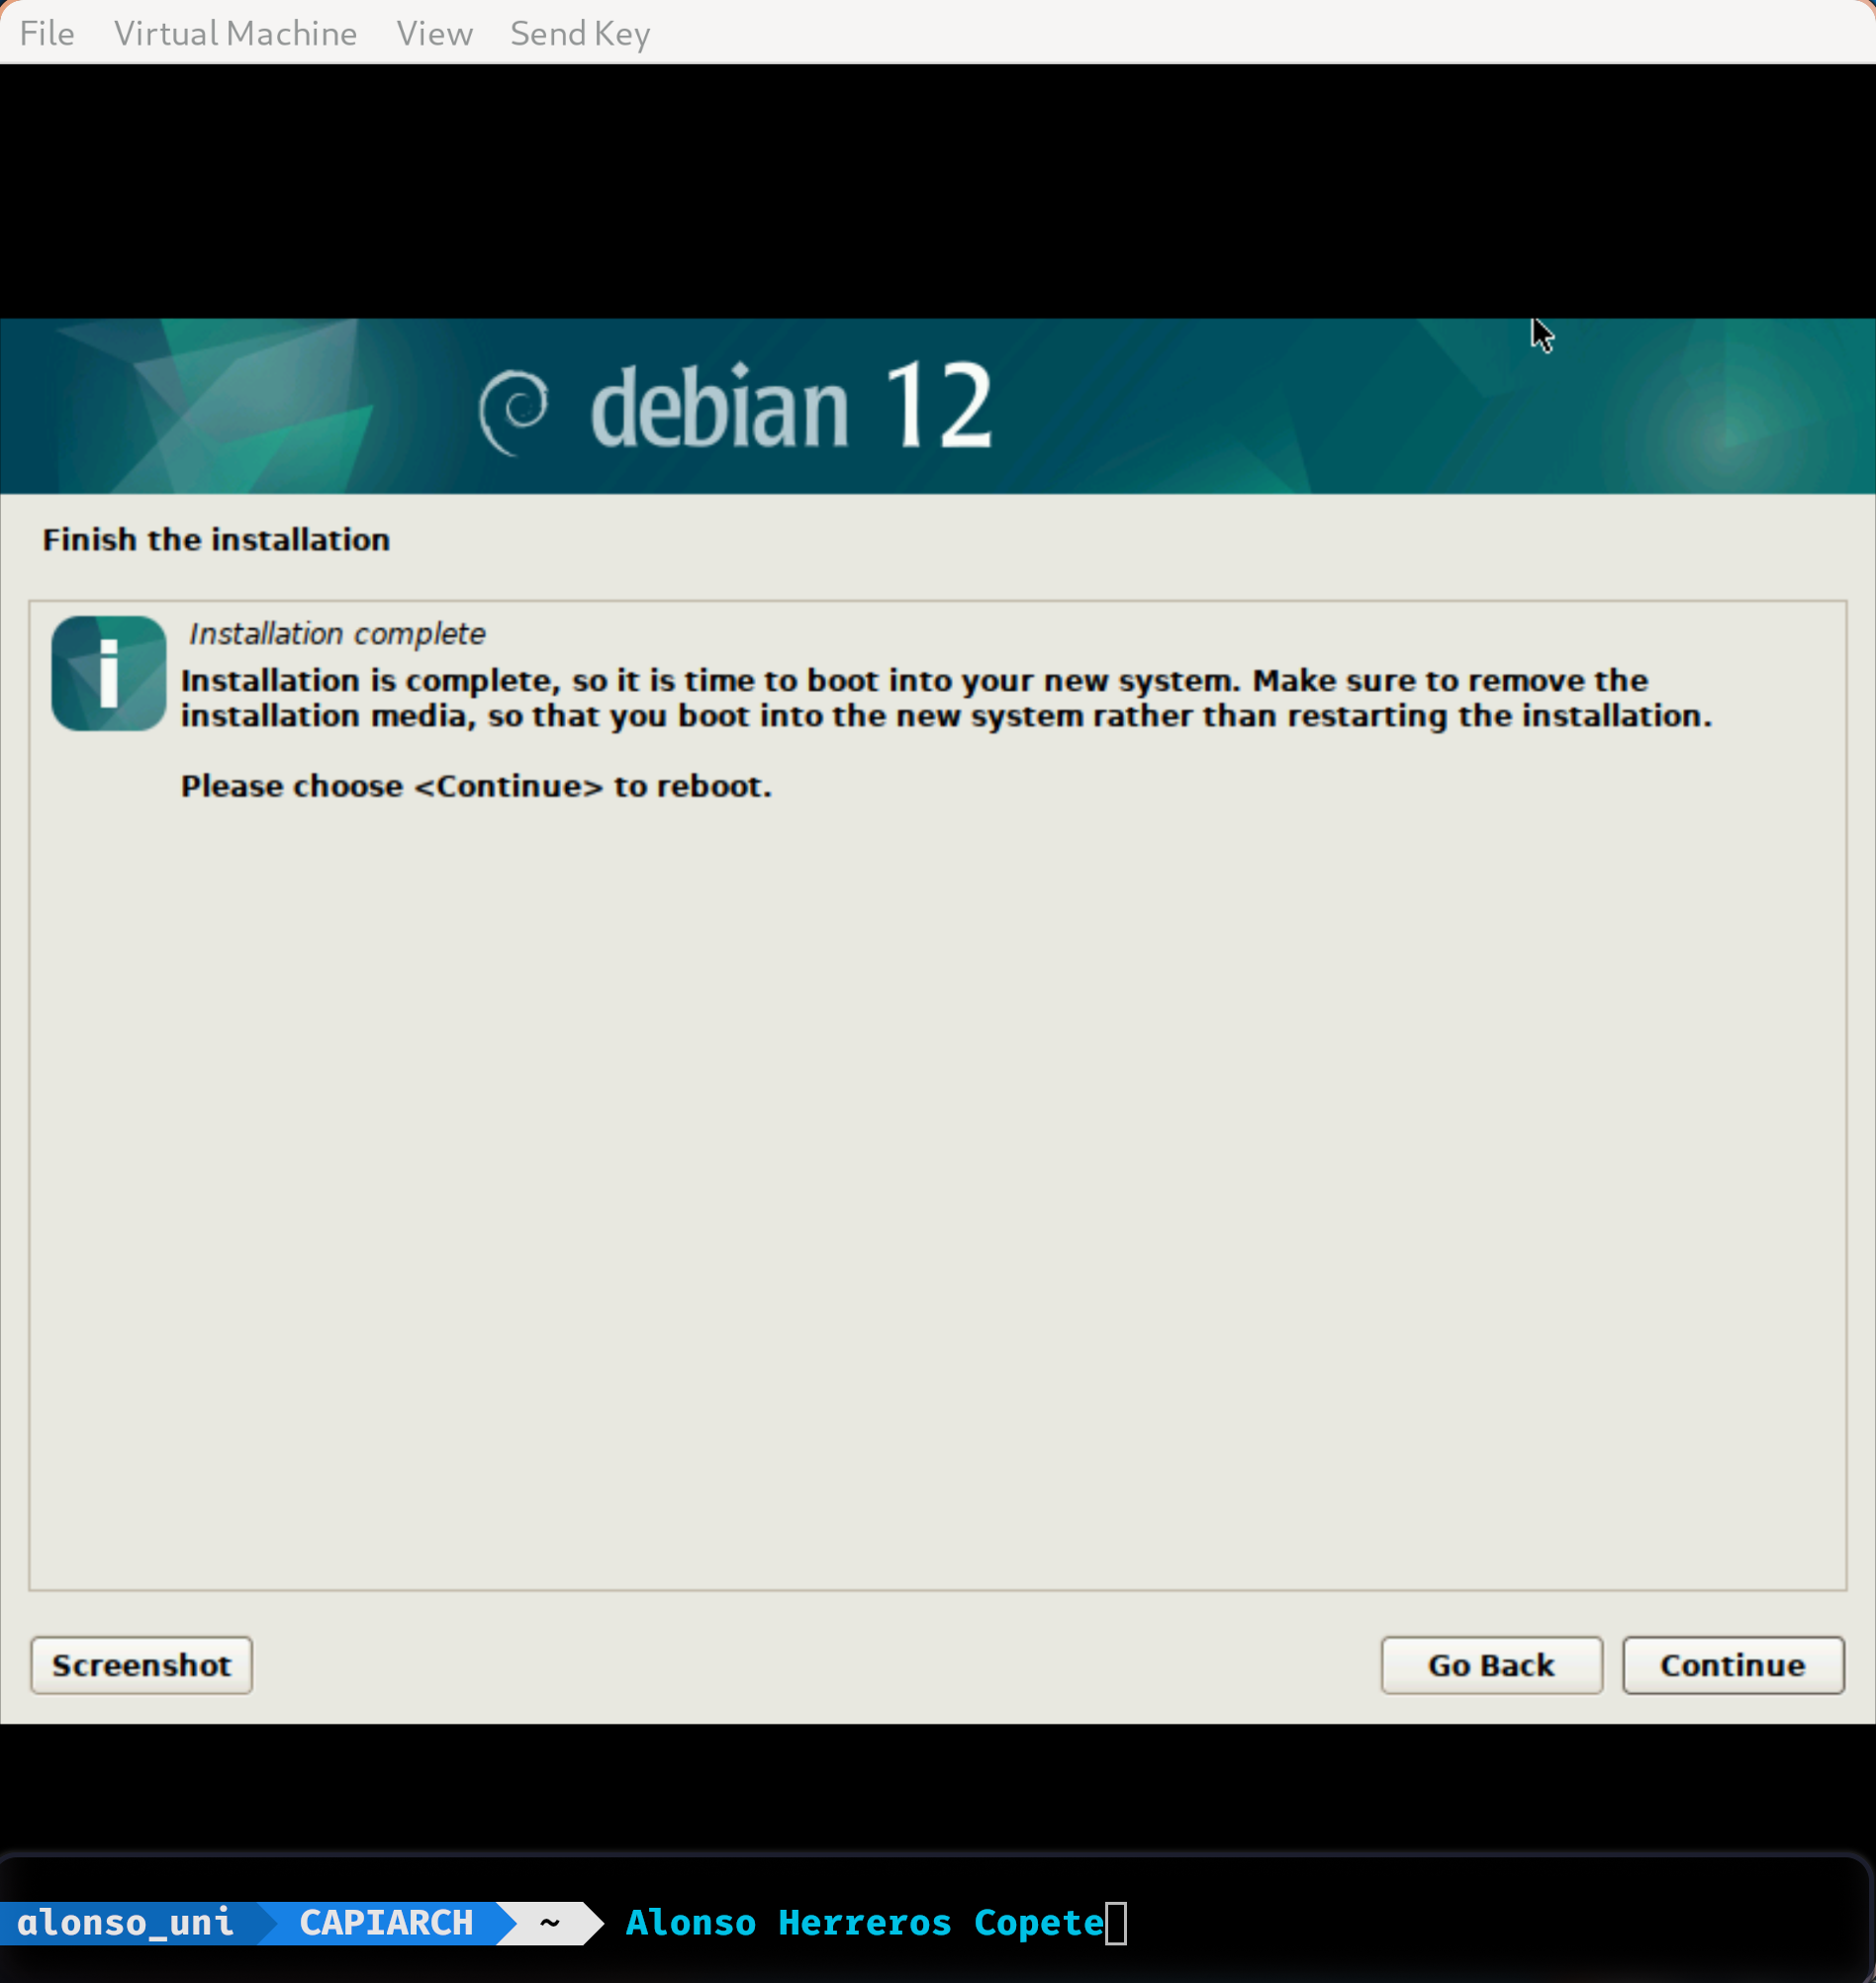 File Virtual Machine View Send Key
debian 12
Finish the installation
Installation complete
Installation is complete, so it is time to boot into your new system. Make sure to remove the
installation media, so that you boot into the new system rather than restarting the installation.
Please choose <Continue> to reboot.
Screenshot Go Back Continue
alonso_uni CAPIARCH ~ Alonso Herreros Copete